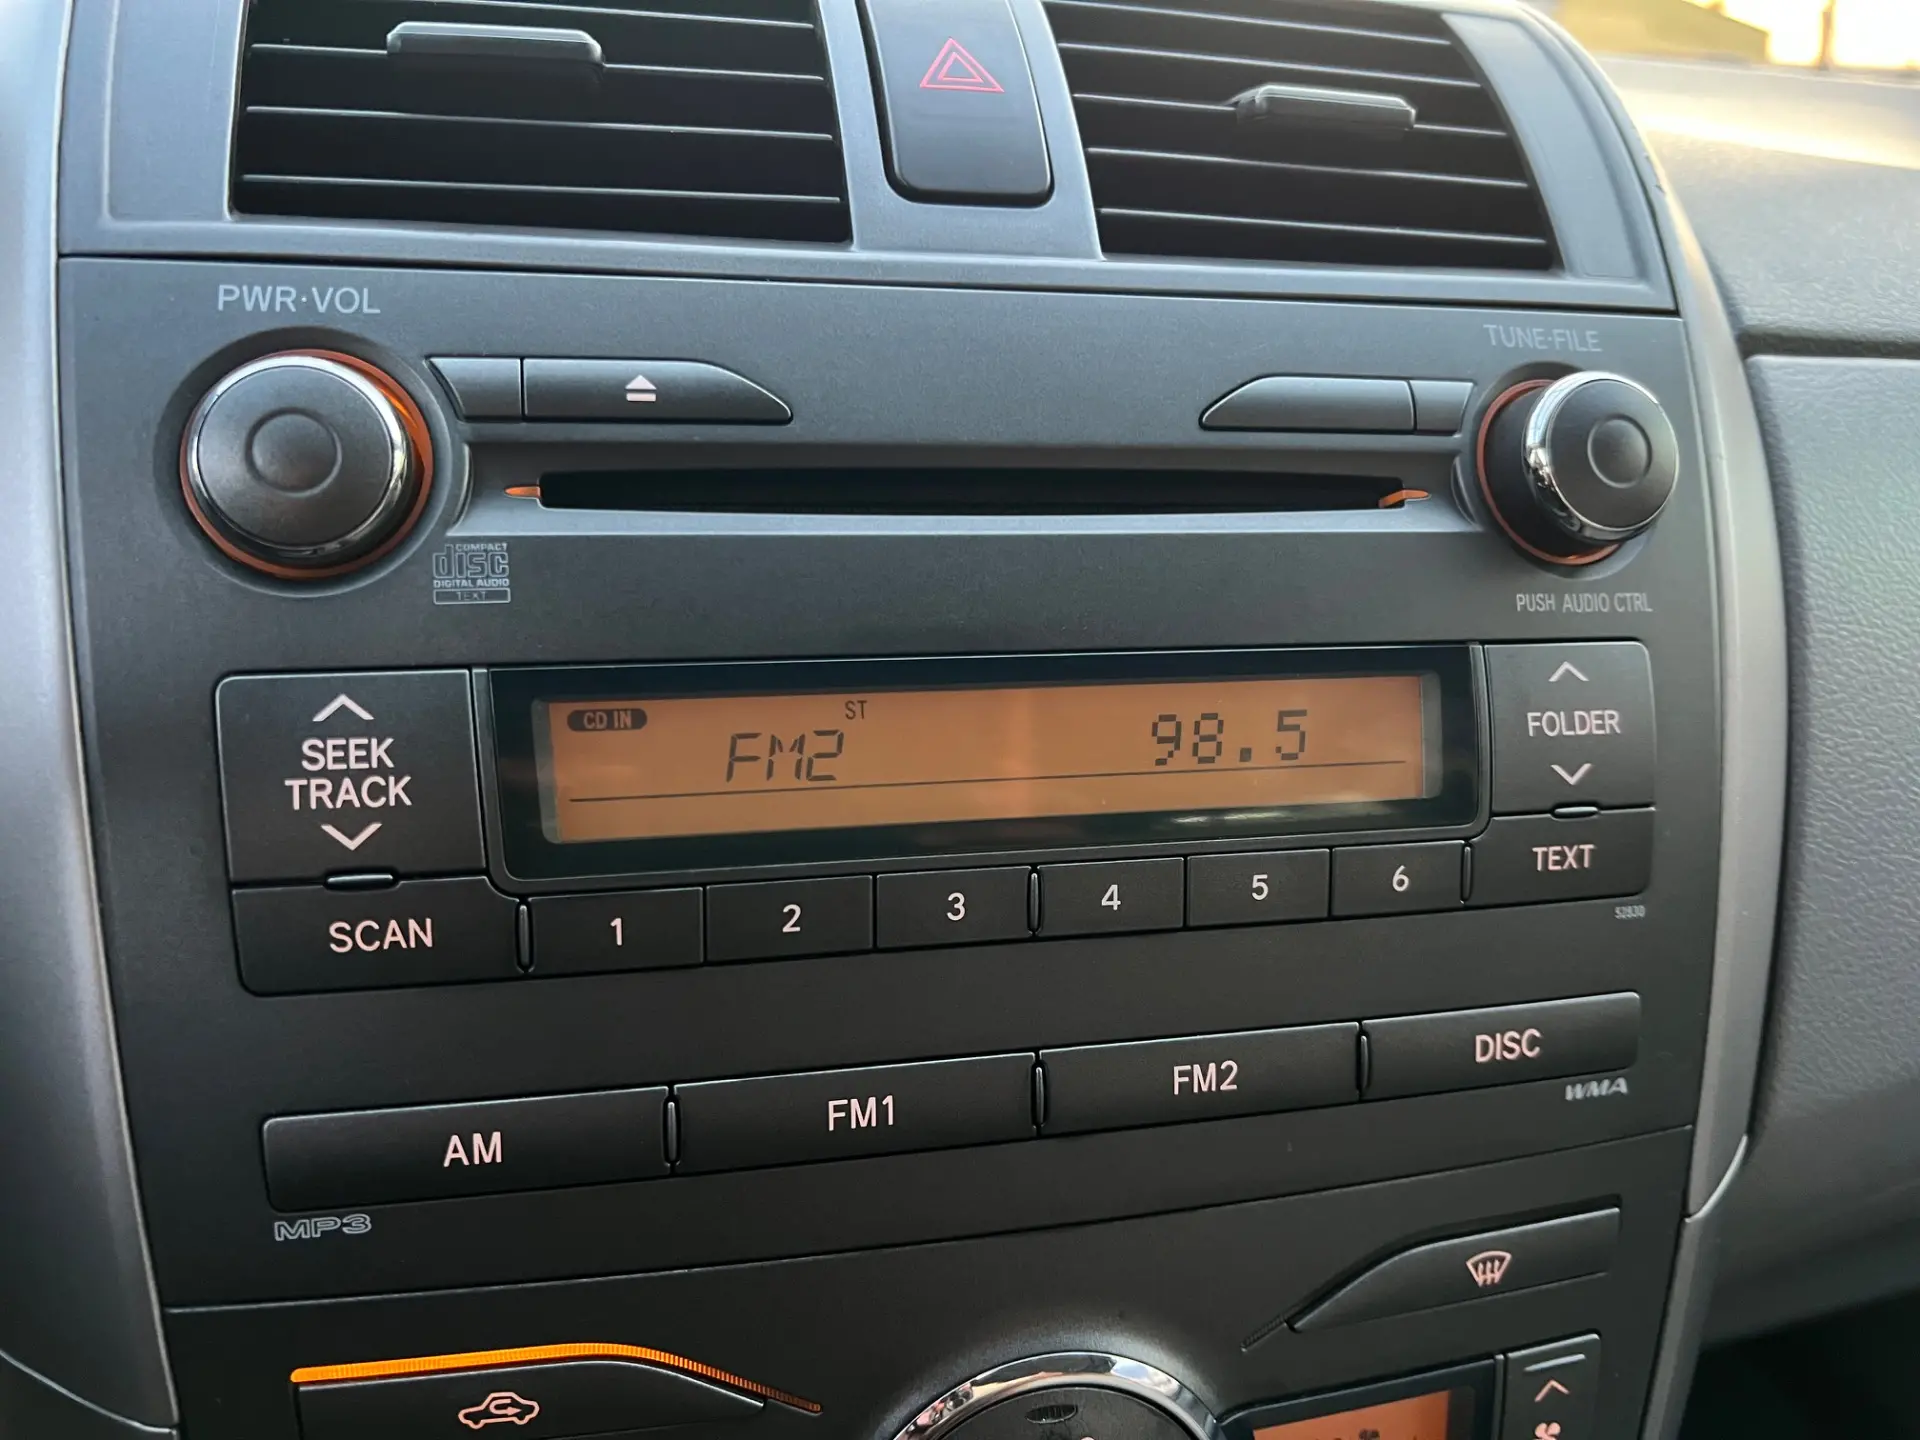 PWR·VOL
TUNE·FILE
COMPACT
disc
DIGITAL AUDIO
TEXT
PUSH AUDIO CTRL
SEEK
TRACK
CD IN
ST
FM2
98.5
FOLDER
TEXT
SCAN
1
2
3
4
5
6
52830
AM
FM1
FM2
DISC
WMA
MP3